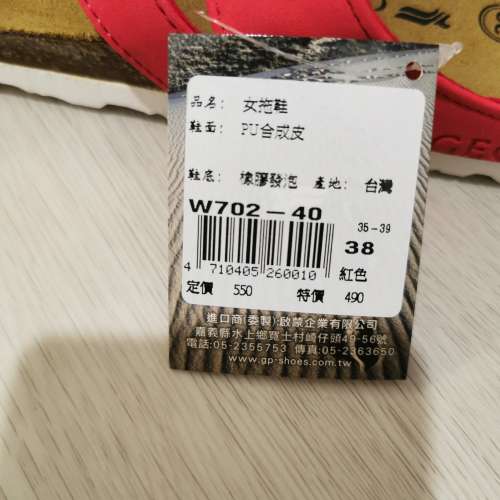 品名: 女拖鞋
鞋面: PU合成皮
鞋底: 橡膠發泡 產地: 台灣
W702-40
35-39
38
4 710405 260010 紅色
定價 550 特價 490
進口商(委製):啟蒙企業有限公司
嘉義縣水上鄉寬士村崎仔頭49-56號
電話:05-2355753 傳真:05-2363650
www.gp-shoes.com.tw